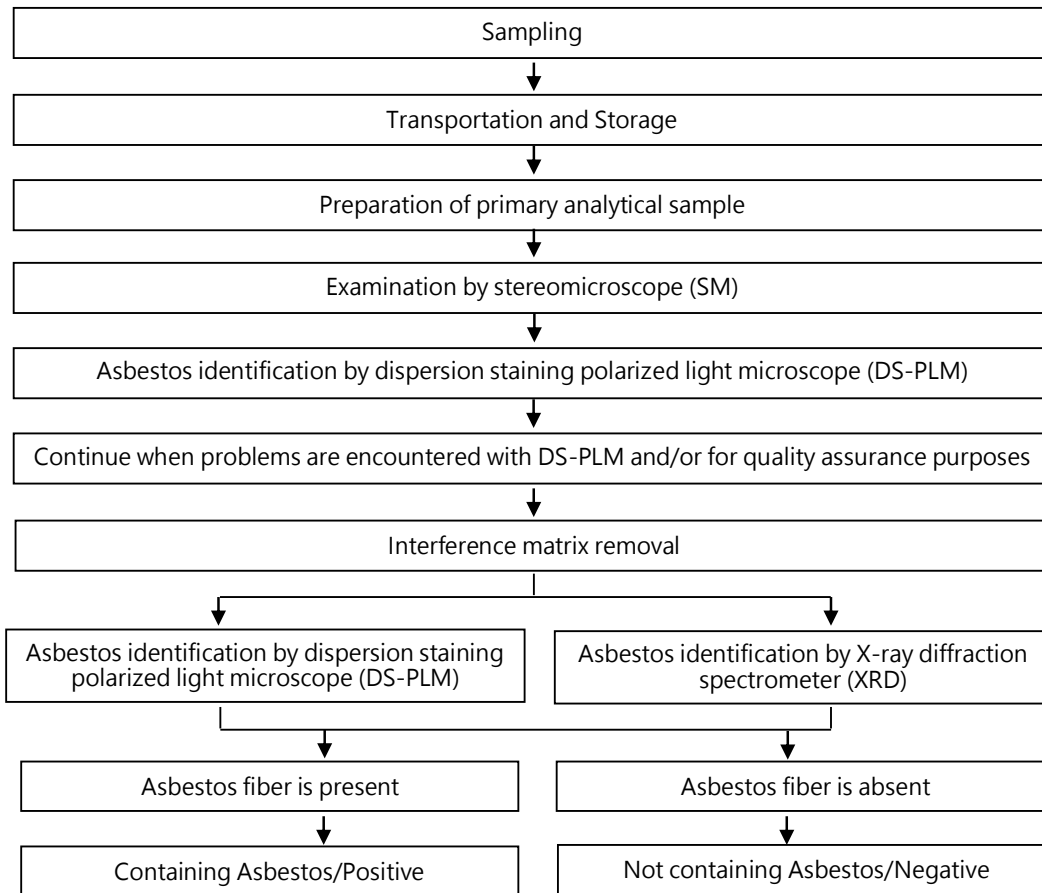 Sampling
Transportation and Storage
Preparation of primary analytical sample
Examination by stereomicroscope (SM)
Asbestos identification by dispersion staining polarized light microscope (DS-PLM)
Continue when problems are encountered with DS-PLM and/or for quality assurance purposes
Interference matrix removal
Asbestos identification by dispersion staining
polarized light microscope (DS-PLM)
Asbestos identification by X-ray diffraction
spectrometer (XRD)
Asbestos fiber is present
Asbestos fiber is absent
Containing Asbestos/Positive
Not containing Asbestos/Negative